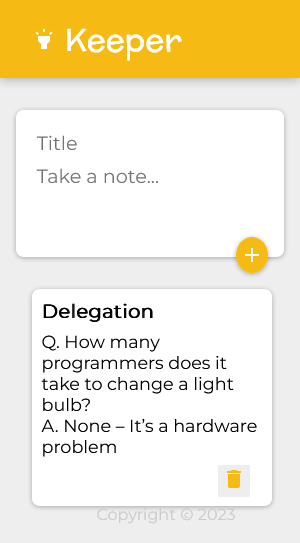 Keeper
Title
Take a note...
Delegation
Q. How many
programmers does it
take to change a light
bulb?
A. None – It’s a hardware
problem
Copyright © 2023